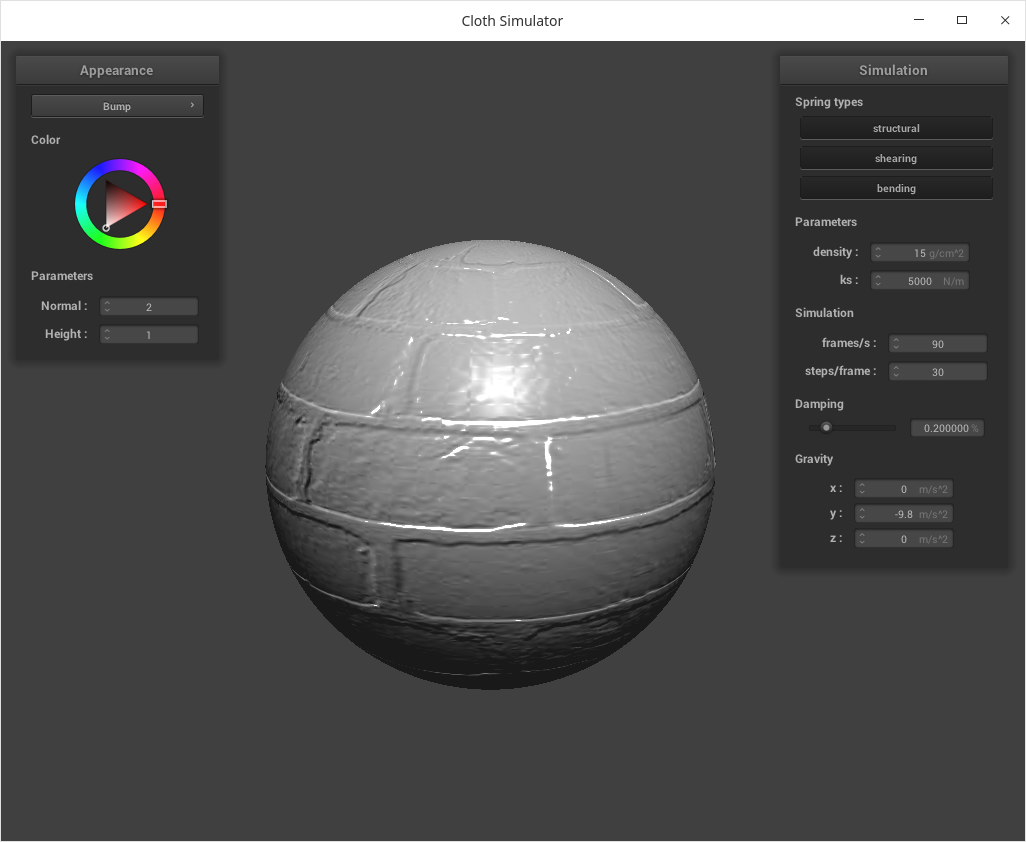 Cloth Simulator
Appearance
Bump
Color
Parameters
Normal : 2
Height : 1
Simulation
Spring types
structural
shearing
bending
Parameters
density : 15 g/cm^2
ks : 5000 N/m
Simulation
frames/s : 90
steps/frame : 30
Damping
0.200000 %
Gravity
x : 0 m/s^2
y : -9.8 m/s^2
z : 0 m/s^2